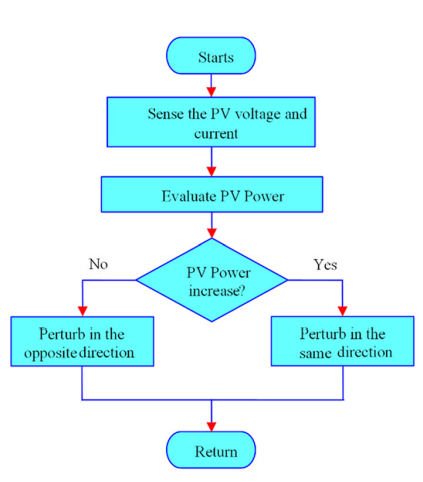 Starts
Sense the PV voltage and
current
Evaluate PV Power
PV Power
increase?
No
Yes
Perturb in the
opposite direction
Perturb in the
same direction
Return